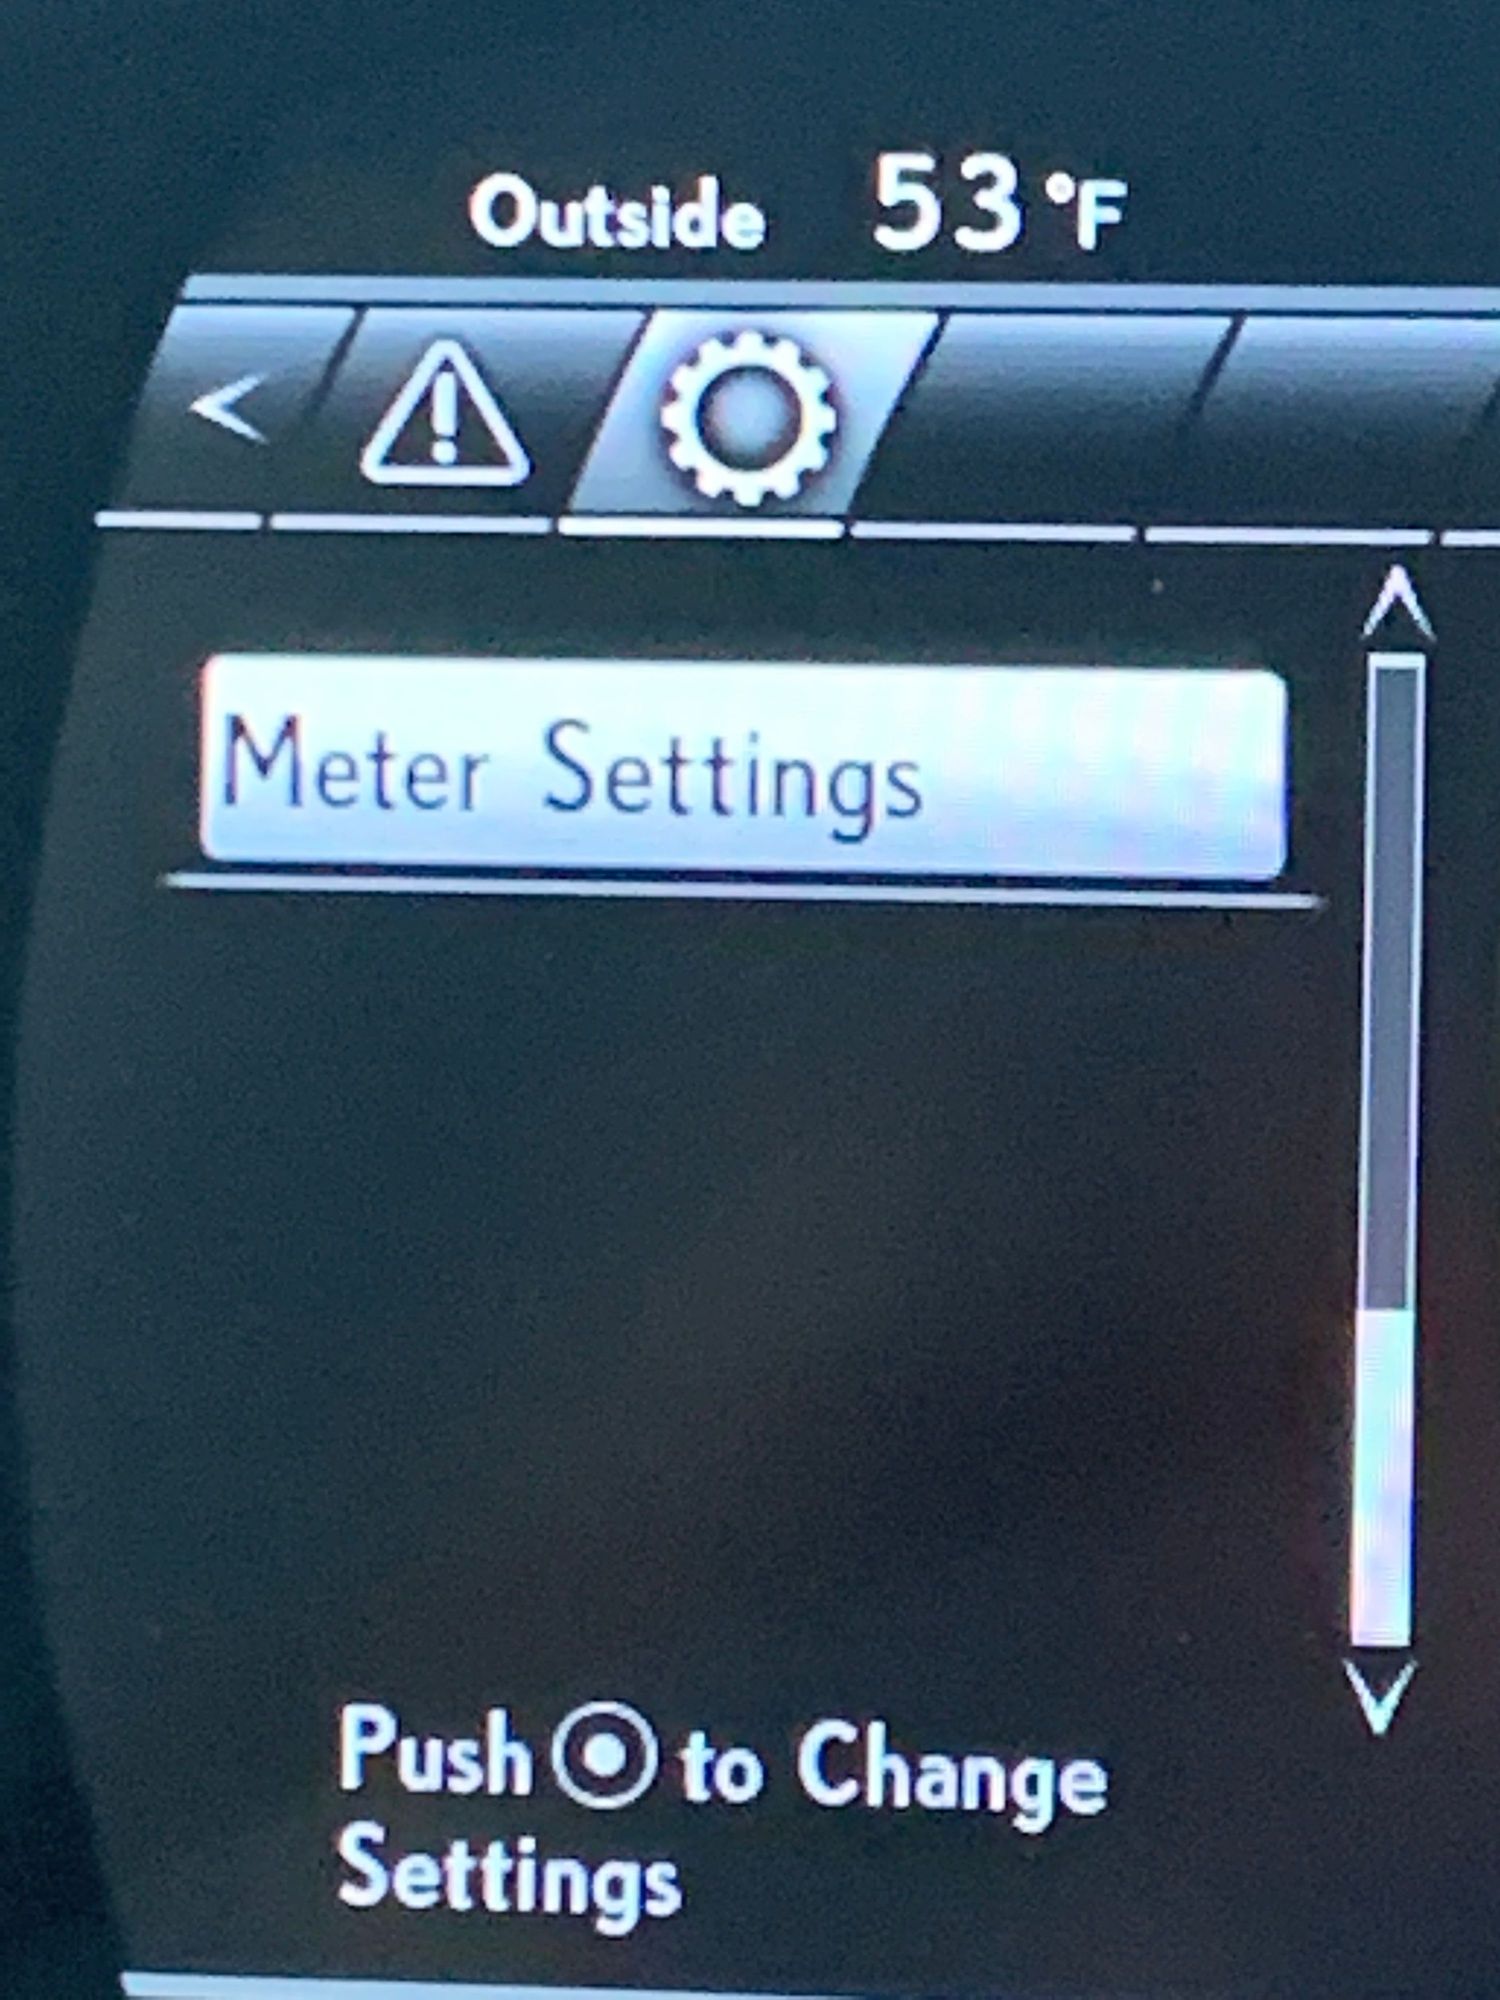 Outside 53 °F
Meter Settings
Push to Change
Settings